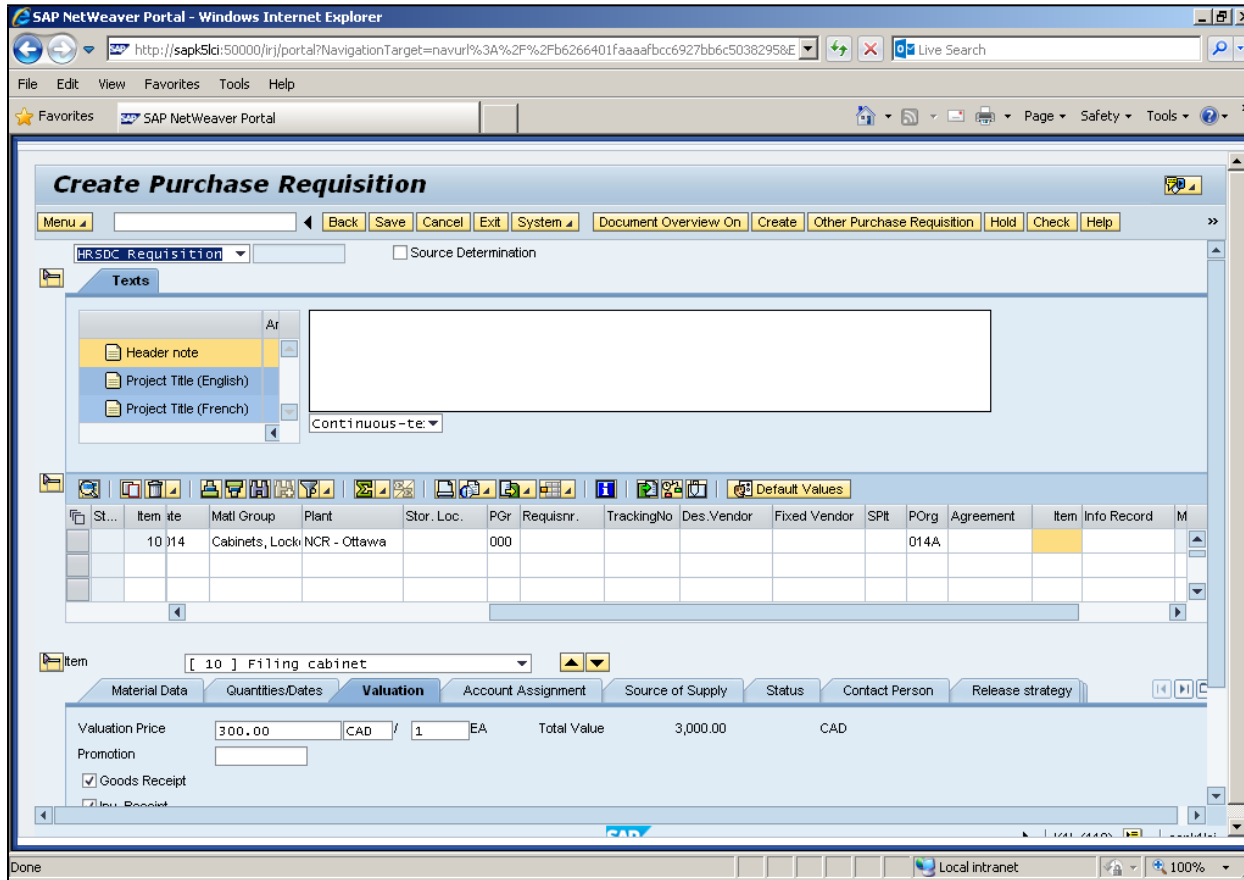 SAP NetWeaver Portal - Windows Internet Explorer
http://sapk5lci:50000/irj/portal?NavigationTarget=navurl%3A%2F%2Fb6266401faaaafbcc6927bb6c50382958&E
Live Search
File Edit View Favorites Tools Help
Favorites SAP NetWeaver Portal Page Safety Tools
Create Purchase Requisition
Menu Back Save Cancel Exit System Document Overview On Create Other Purchase Requisition Hold Check Help »
HRSDC Requisition Source Determination
Texts
Ar
Header note
Project Title (English)
Project Title (French)
Continuous-te
Default Values
St... Item ate Matl Group Plant Stor. Loc. PGr Requisnr. TrackingNo Des.Vendor Fixed Vendor SPlt POrg Agreement Item Info Record M
10 014 Cabinets, Lock NCR - Ottawa 000 014A
Item [ 10 ] Filing cabinet
Material Data Quantities/Dates Valuation Account Assignment Source of Supply Status Contact Person Release strategy
Valuation Price 300.00 CAD / 1 EA Total Value 3,000.00 CAD
Promotion
Goods Receipt
Inv. Receipt
SAP
Done Local intranet 100%